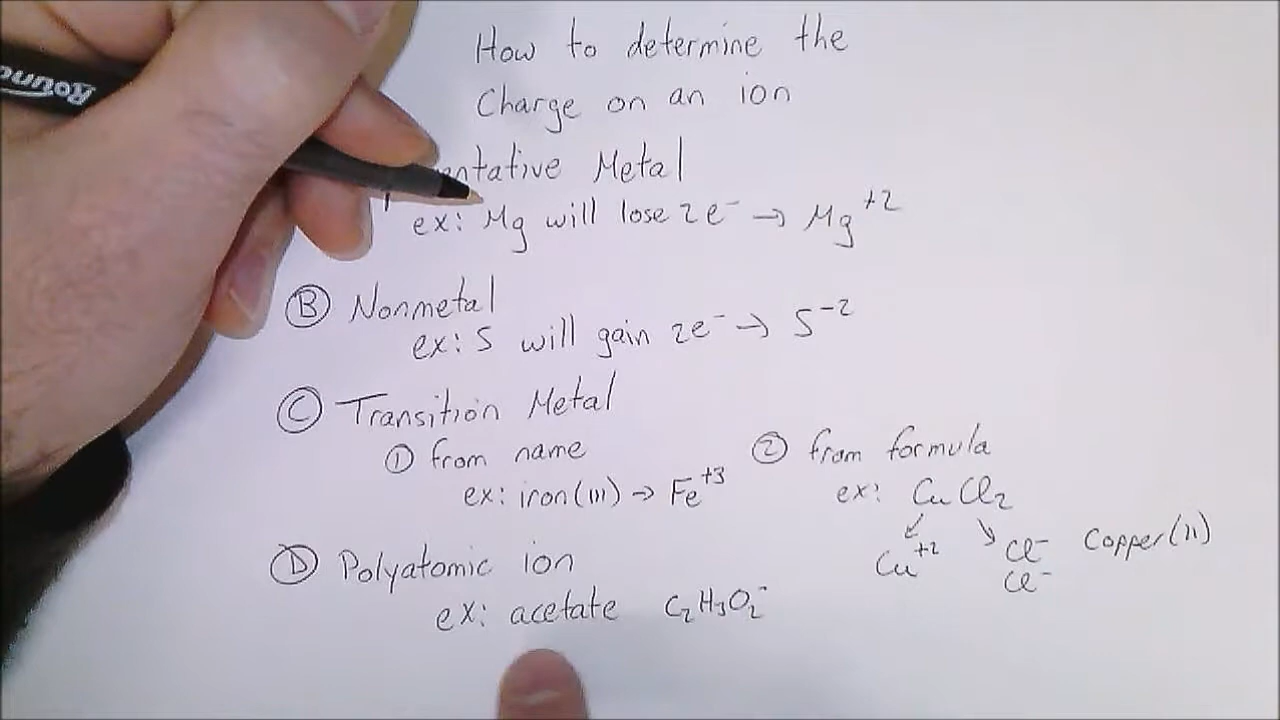 How to determine the
Charge on an ion
entative Metal
ex: Mg will lose 2e⁻ → Mg⁺²
Ⓑ Nonmetal
ex: S will gain 2e⁻ → S⁻²
Ⓒ Transition Metal
① from name
ex: iron(III) → Fe⁺³
② from formula
ex: CuCl₂
Cu⁺² Cl⁻ Copper(II)
Cl⁻
Ⓓ Polyatomic ion
ex: acetate C₂H₃O₂⁻